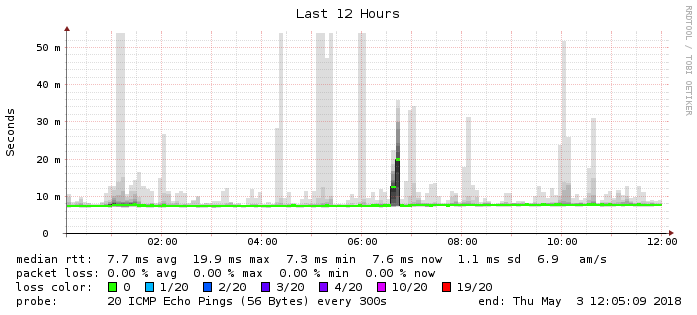 Last 12 Hours
RRDTOOL / TOBI OETIKER
Seconds
50 m
40 m
30 m
20 m
10 m
0
02:00 04:00 06:00 08:00 10:00 12:00
median rtt: 7.7 ms avg 19.9 ms max 7.3 ms min 7.6 ms now 1.1 ms sd 6.9 am/s
packet loss: 0.00 % avg 0.00 % max 0.00 % min 0.00 % now
loss color: 0 1/20 2/20 3/20 4/20 10/20 19/20
probe: 20 ICMP Echo Pings (56 Bytes) every 300s end: Thu May 3 12:05:09 2018